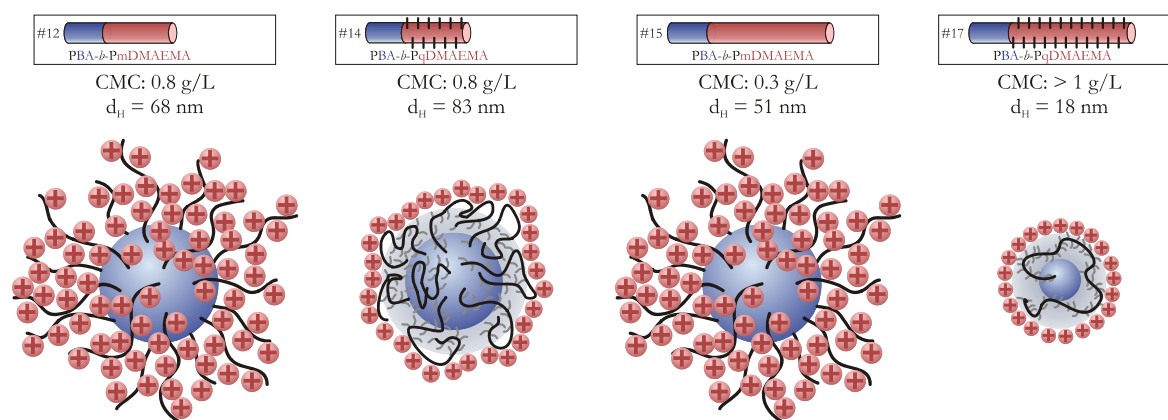 #12
PBA-b-PmDMAEMA
CMC: 0.8 g/L
dH = 68 nm
#14
PBA-b-PqDMAEMA
CMC: 0.8 g/L
dH = 83 nm
#15
PBA-b-PmDMAEMA
CMC: 0.3 g/L
dH = 51 nm
#17
PBA-b-PqDMAEMA
CMC: > 1 g/L
dH = 18 nm